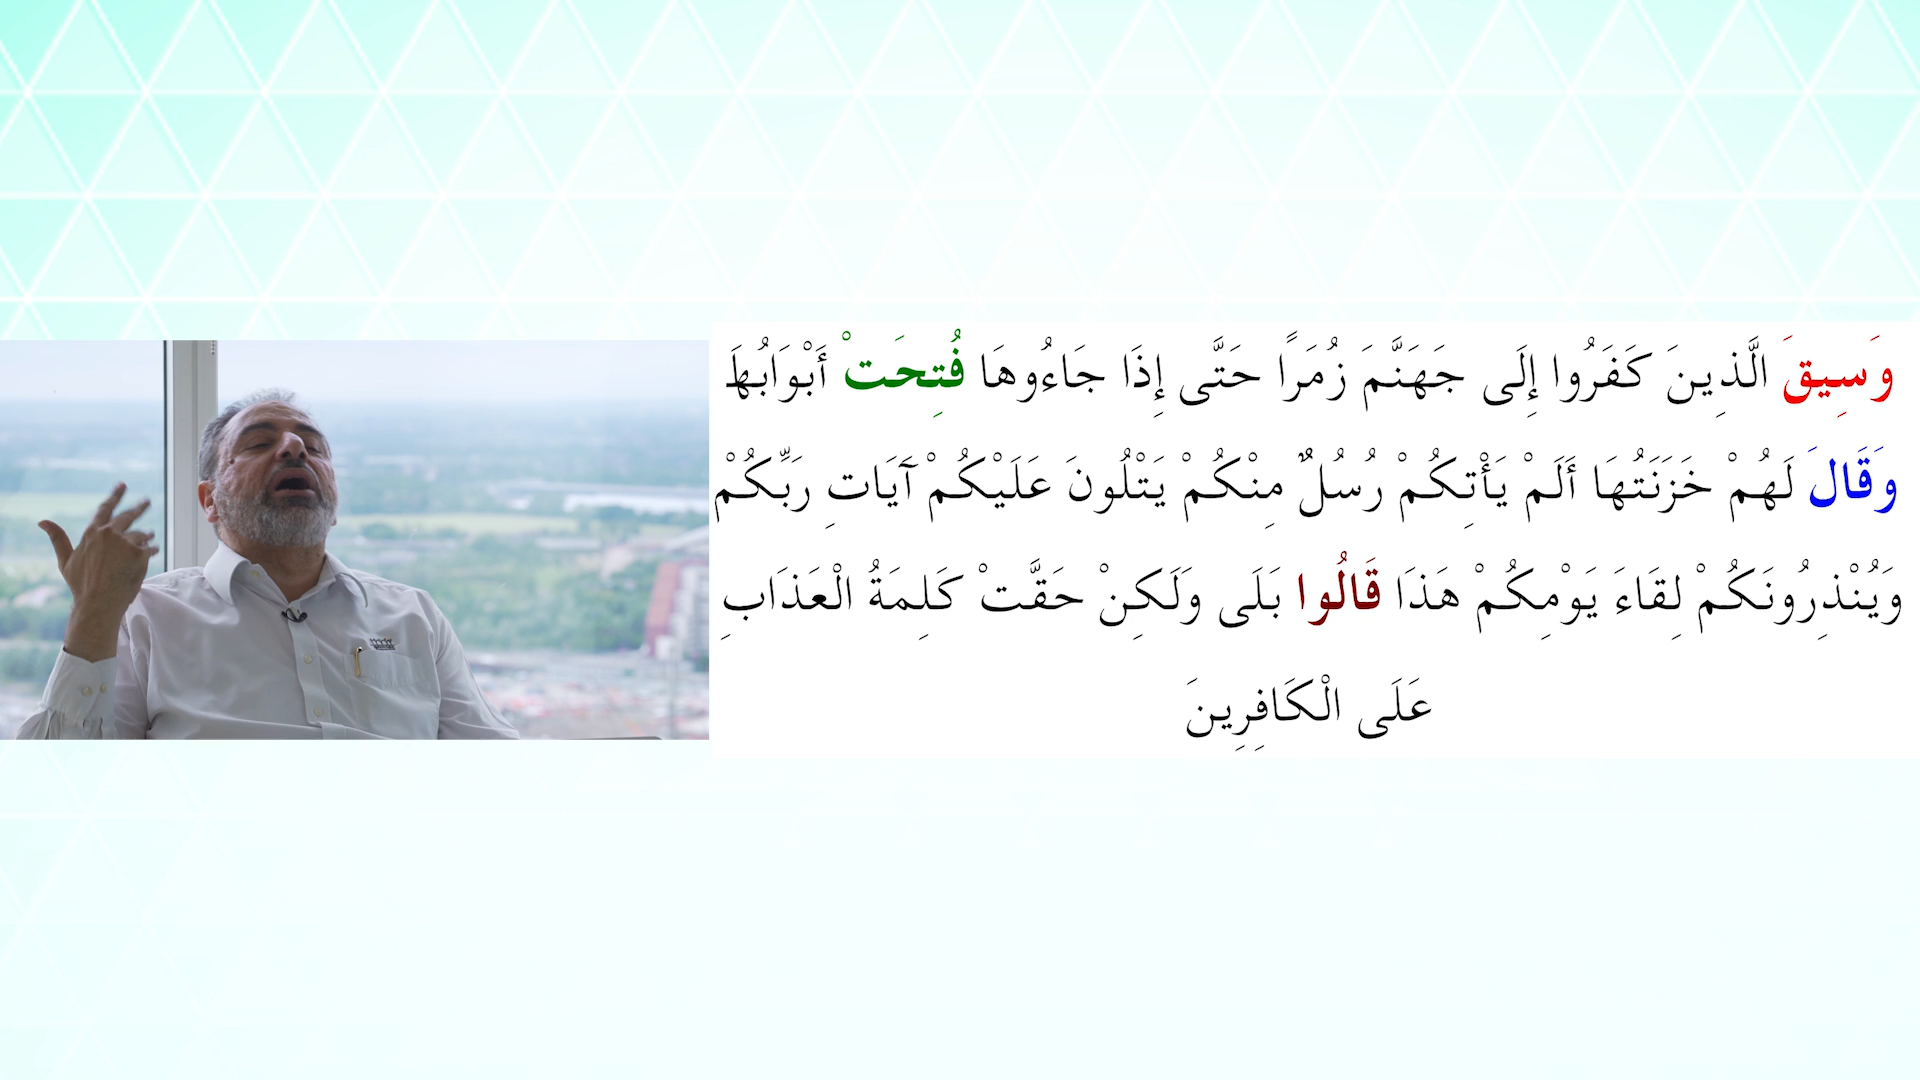 وَسِيقَ الَّذِينَ كَفَرُوا إِلَى جَهَنَّمَ زُمَرًا حَتَّى إِذَا جَاءُوهَا فُتِحَتْ أَبْوَابُهَا
وَقَالَ لَهُمْ خَزَنَتُهَا أَلَمْ يَأْتِكُمْ رُسُلٌ مِنْكُمْ يَتْلُونَ عَلَيْكُمْ آيَاتِ رَبِّكُمْ
وَيُنْذِرُونَكُمْ لِقَاءَ يَوْمِكُمْ هَذَا قَالُوا بَلَى وَلَكِنْ حَقَّتْ كَلِمَةُ الْعَذَابِ
عَلَى الْكَافِرِينَ